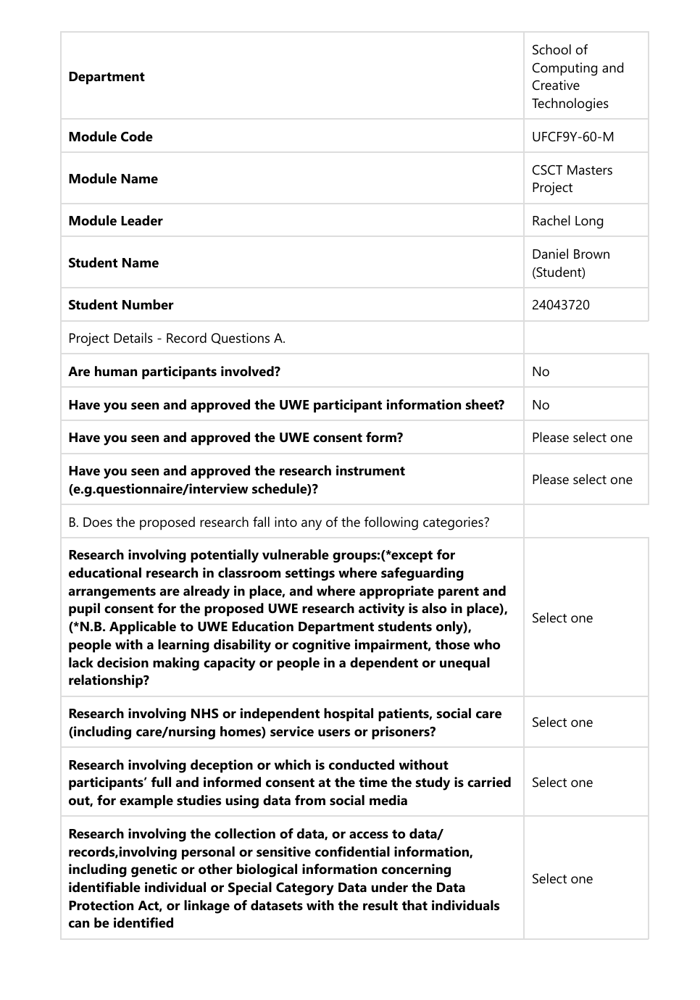 Department
School of
Computing and
Creative
Technologies
Module Code
UFCF9Y-60-M
Module Name
CSCT Masters
Project
Module Leader
Rachel Long
Student Name
Daniel Brown
(Student)
Student Number
24043720
Project Details - Record Questions A.
Are human participants involved?
No
Have you seen and approved the UWE participant information sheet?
No
Have you seen and approved the UWE consent form?
Please select one
Have you seen and approved the research instrument
(e.g.questionnaire/interview schedule)?
Please select one
B. Does the proposed research fall into any of the following categories?
Research involving potentially vulnerable groups:(*except for
educational research in classroom settings where safeguarding
arrangements are already in place, and where appropriate parent and
pupil consent for the proposed UWE research activity is also in place),
(*N.B. Applicable to UWE Education Department students only),
people with a learning disability or cognitive impairment, those who
lack decision making capacity or people in a dependent or unequal
relationship?
Select one
Research involving NHS or independent hospital patients, social care
(including care/nursing homes) service users or prisoners?
Select one
Research involving deception or which is conducted without
participants’ full and informed consent at the time the study is carried
out, for example studies using data from social media
Select one
Research involving the collection of data, or access to data/
records,involving personal or sensitive confidential information,
including genetic or other biological information concerning
identifiable individual or Special Category Data under the Data
Protection Act, or linkage of datasets with the result that individuals
can be identified
Select one